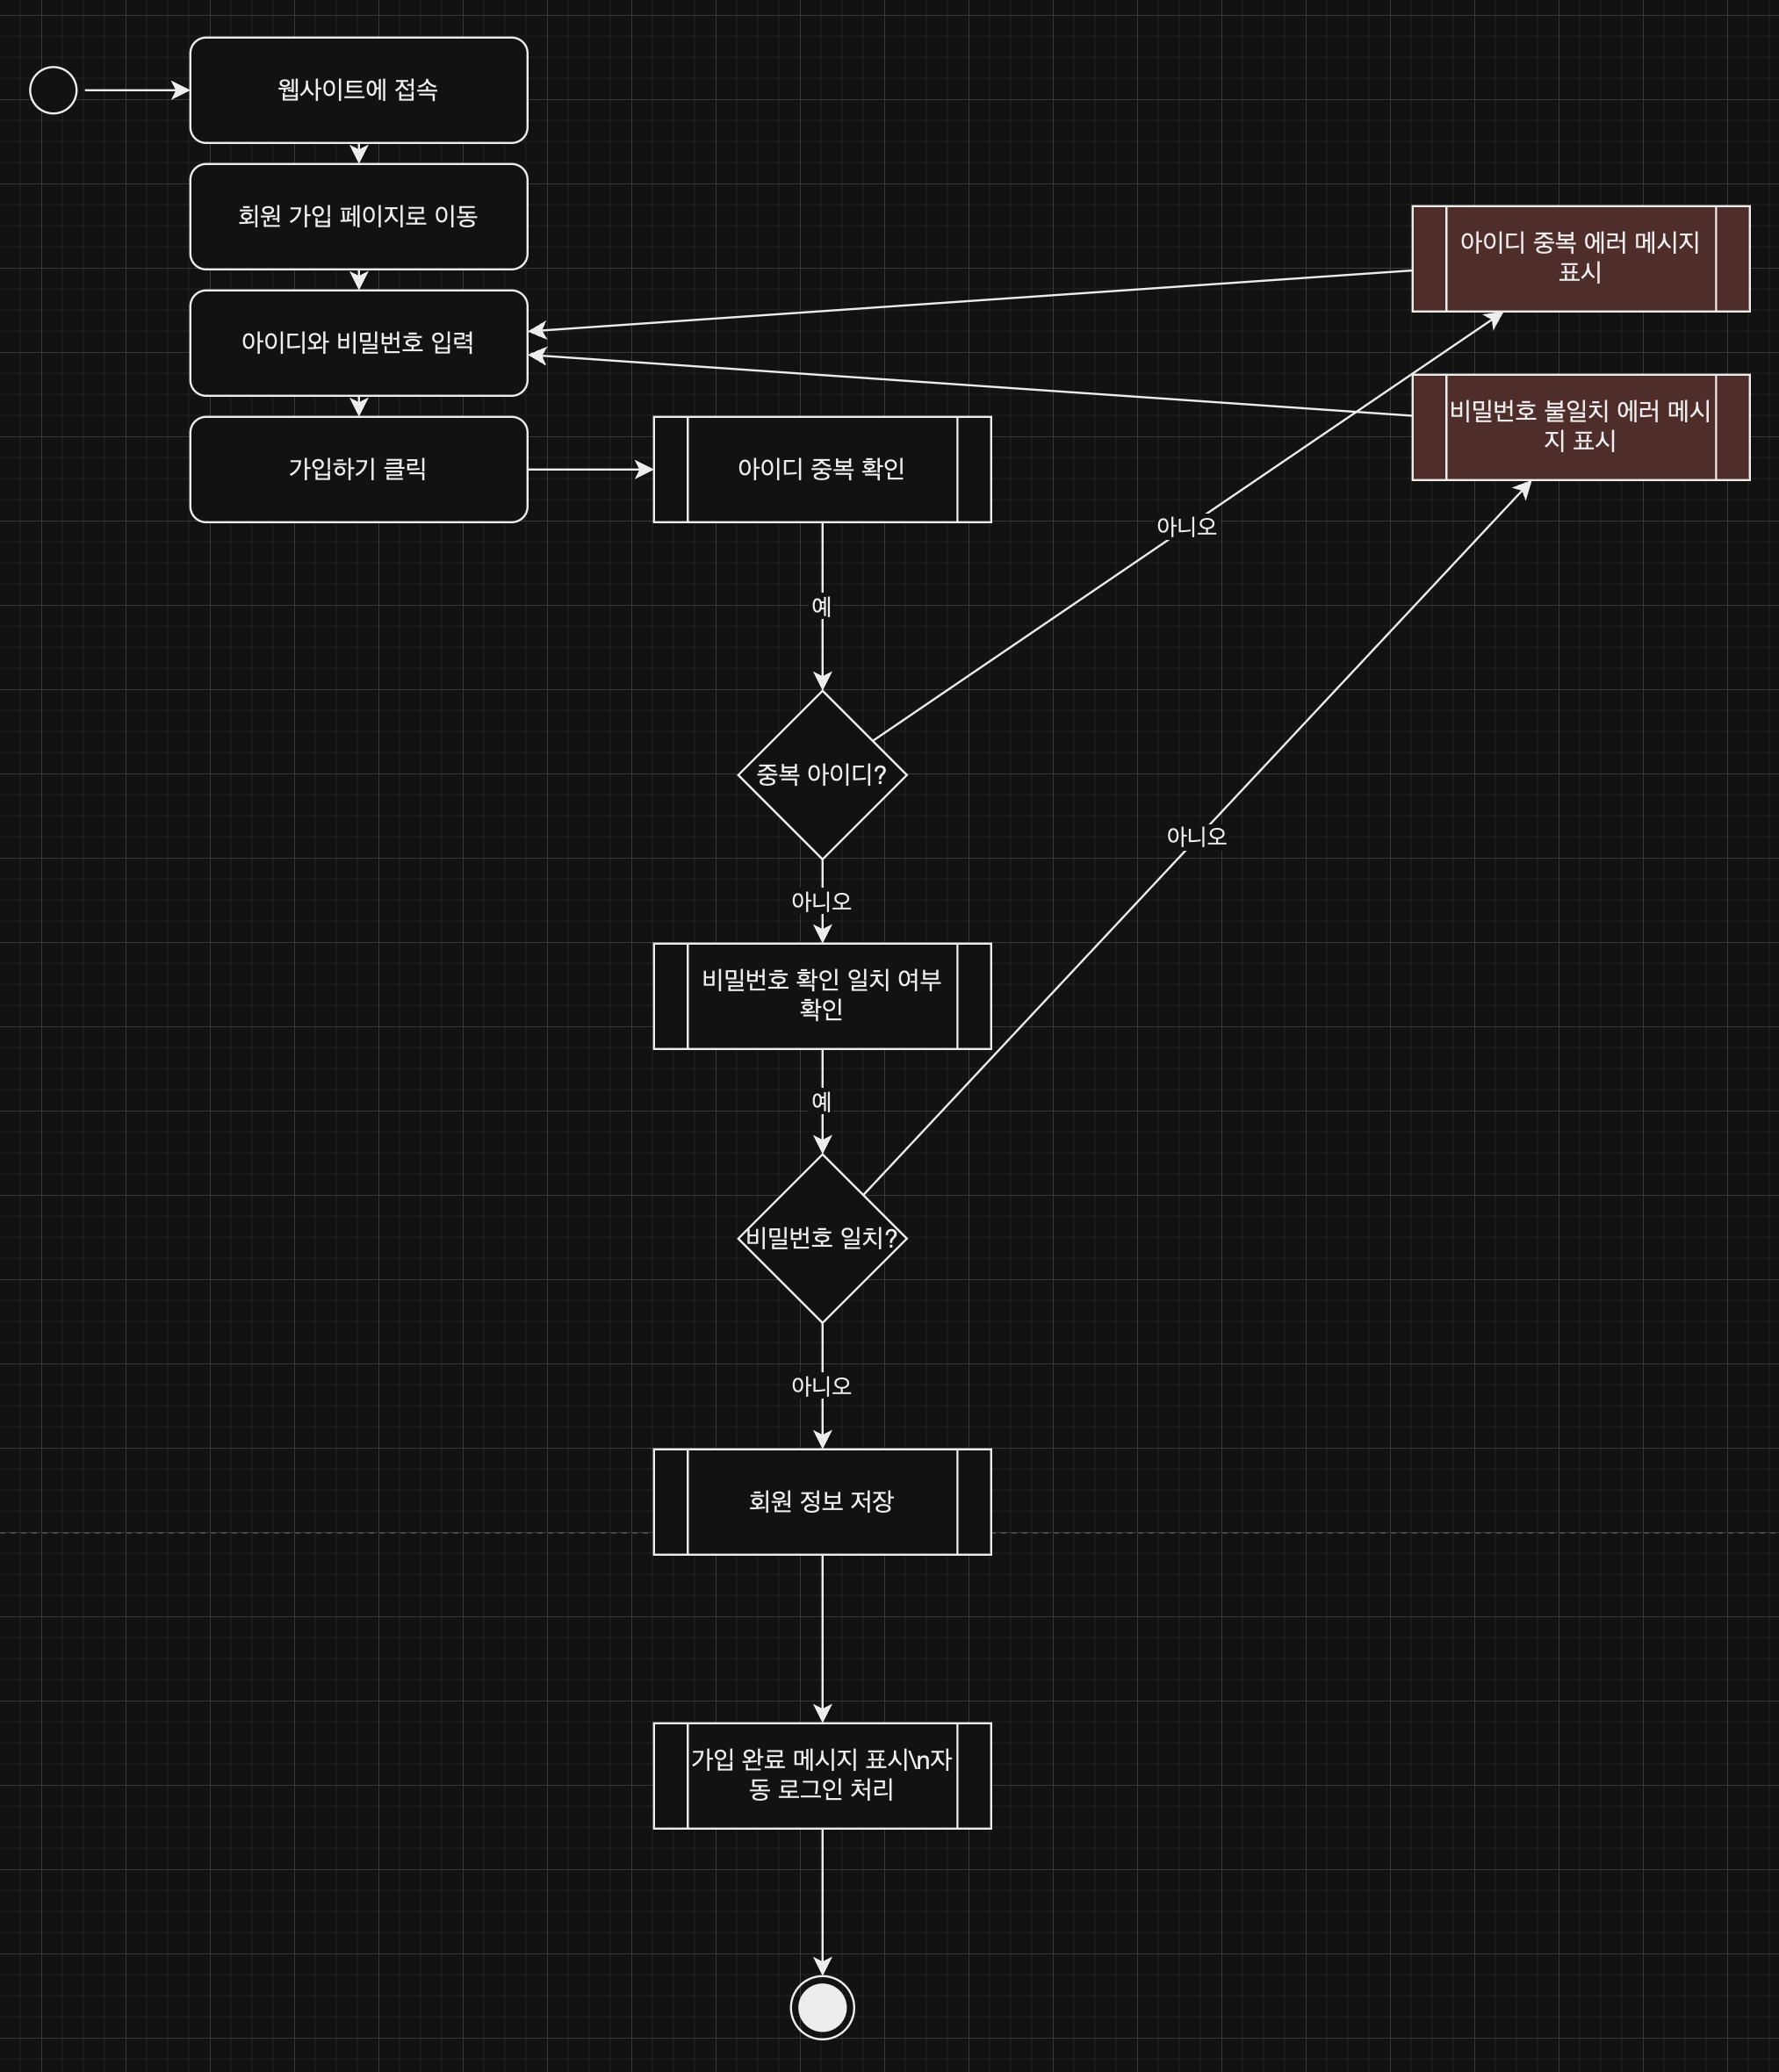 웹사이트에 접속
회원 가입 페이지로 이동
아이디 중복 에러 메시지
표시
아이디와 비밀번호 입력
비밀번호 불일치 에러 메시
지 표시
가입하기 클릭
아이디 중복 확인
아니오
예
중복 아이디?
아니오
아니오
비밀번호 확인 일치 여부
확인
예
비밀번호 일치?
아니오
회원 정보 저장
가입 완료 메시지 표시\n자
동 로그인 처리